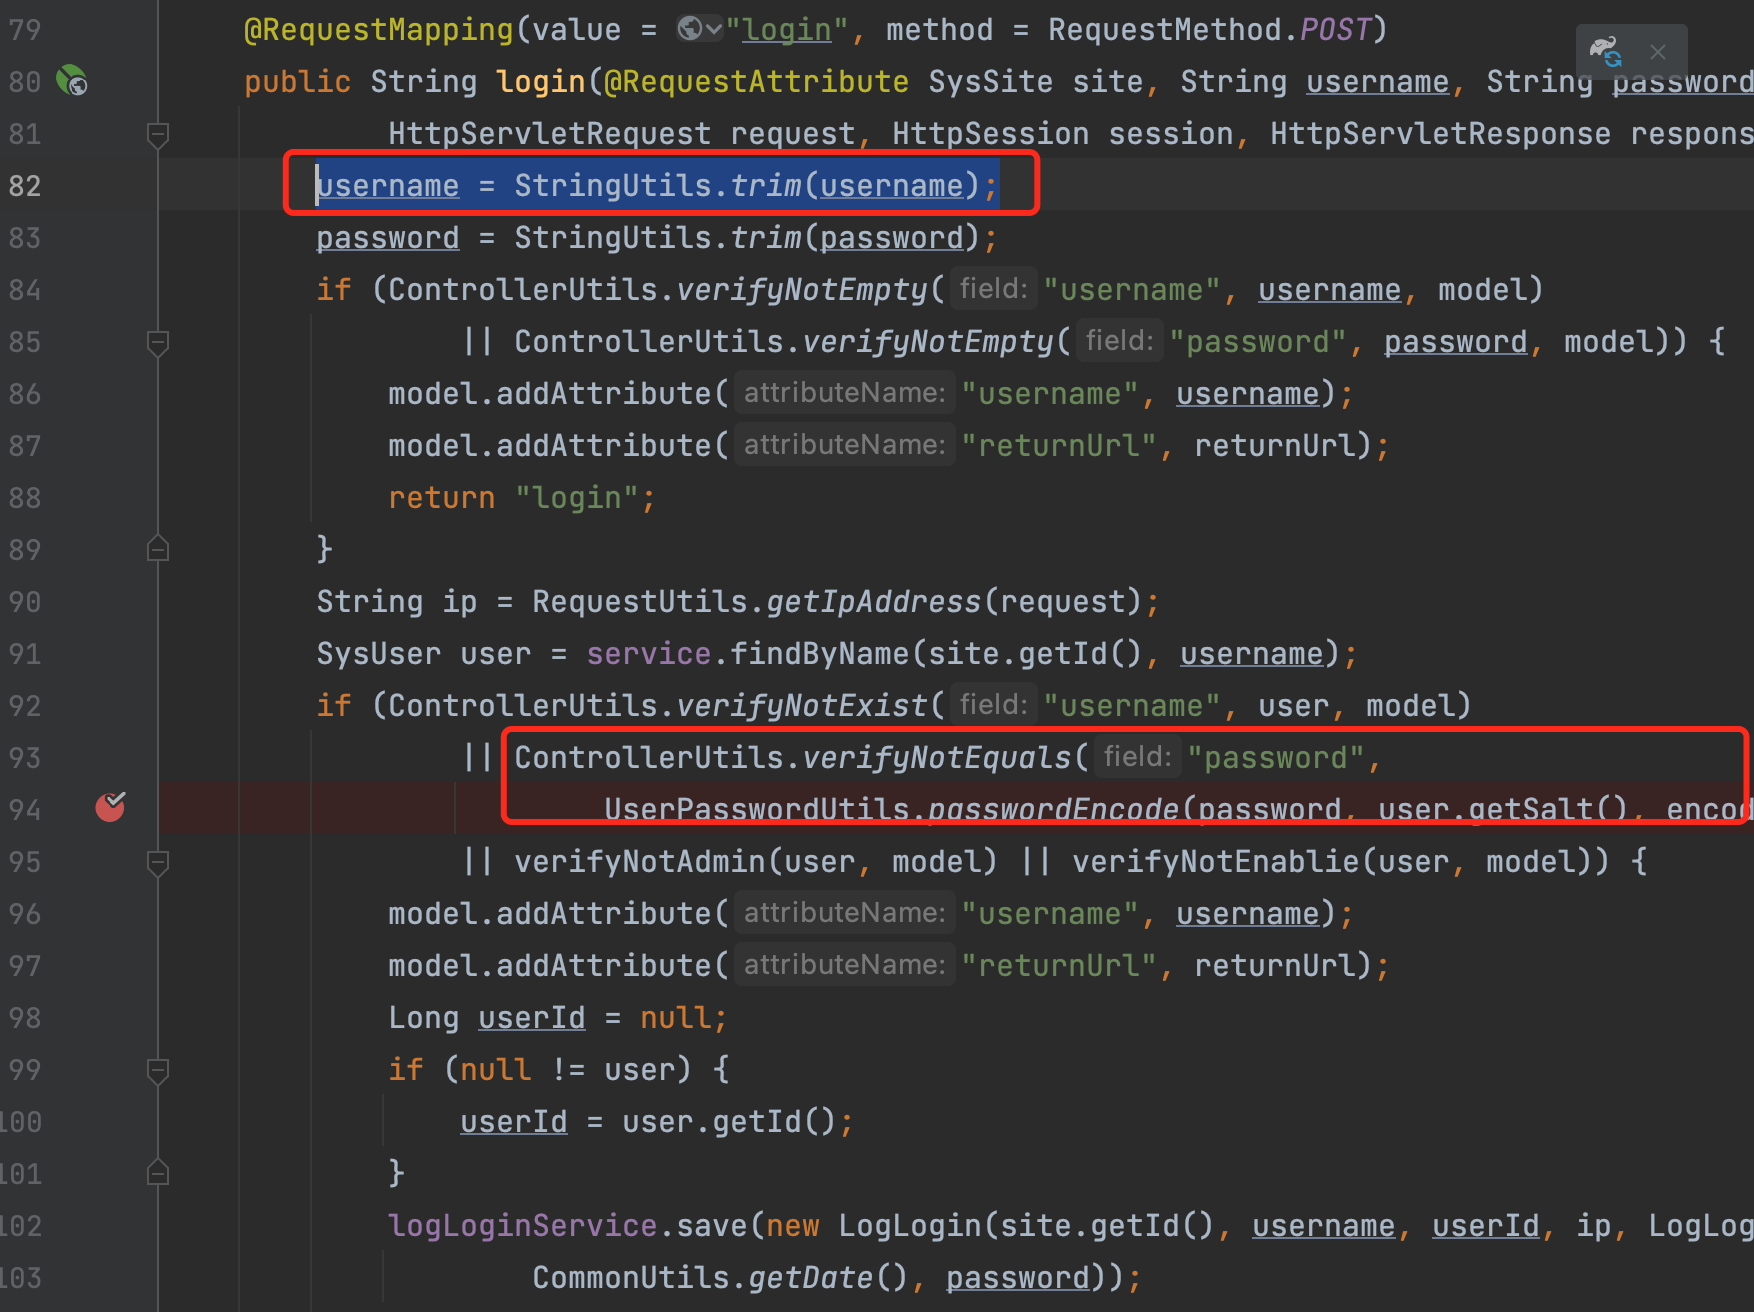 79 @RequestMapping(value = "login", method = RequestMethod.POST)
80 public String login(@RequestAttribute SysSite site, String username, String password
81 HttpServletRequest request, HttpSession session, HttpServletResponse respons
82 username = StringUtils.trim(username);
83 password = StringUtils.trim(password);
84 if (ControllerUtils.verifyNotEmpty( field: "username", username, model)
85 || ControllerUtils.verifyNotEmpty( field: "password", password, model)) {
86 model.addAttribute( attributeName: "username", username);
87 model.addAttribute( attributeName: "returnUrl", returnUrl);
88 return "login";
89 }
90 String ip = RequestUtils.getIpAddress(request);
91 SysUser user = service.findByName(site.getId(), username);
92 if (ControllerUtils.verifyNotExist( field: "username", user, model)
93 || ControllerUtils.verifyNotEquals( field: "password",
94 UserPasswordUtils.passwordEncode(password, user.getSalt(), encod
95 || verifyNotAdmin(user, model) || verifyNotEnablie(user, model)) {
96 model.addAttribute( attributeName: "username", username);
97 model.addAttribute( attributeName: "returnUrl", returnUrl);
98 Long userId = null;
99 if (null != user) {
100 userId = user.getId();
101 }
102 logLoginService.save(new LogLogin(site.getId(), username, userId, ip, LogLog
103 CommonUtils.getDate(), password));